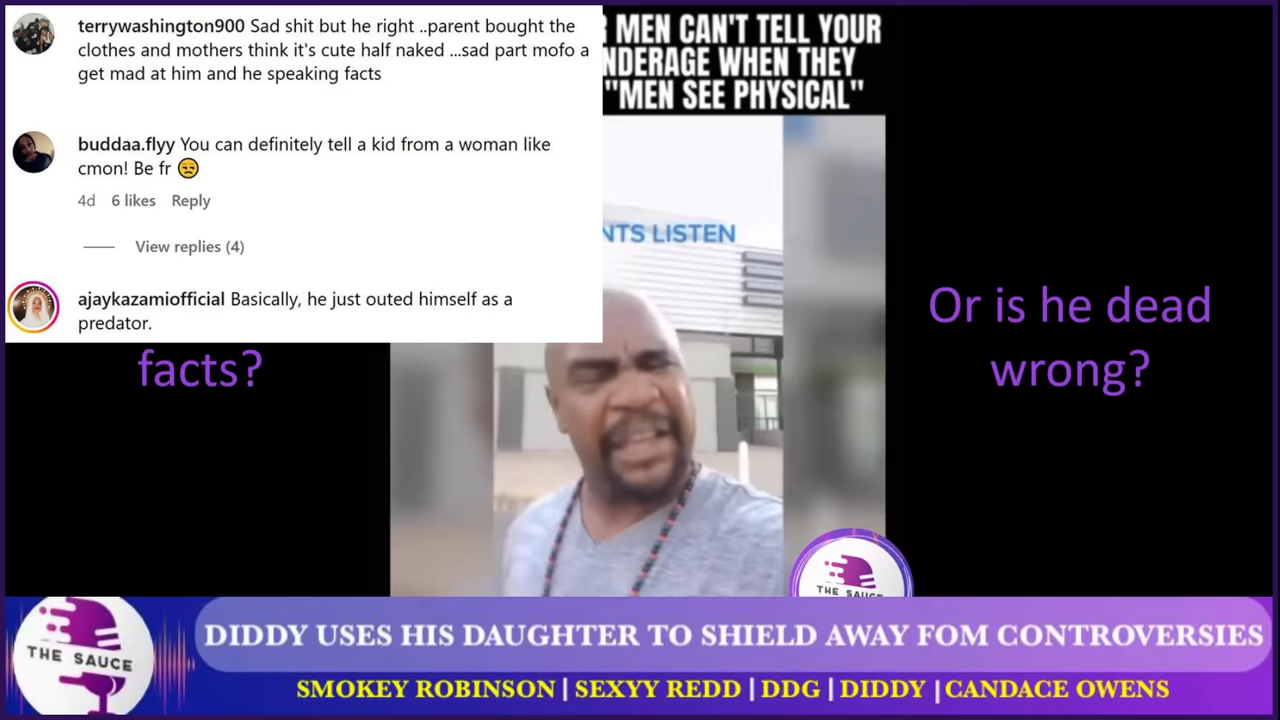 terrywashington900 Sad shit but he right ..parent bought the
clothes and mothers think it's cute half naked ...sad part mofo a
get mad at him and he speaking facts
buddaa.flyy You can definitely tell a kid from a woman like
cmon! Be fr 😒
4d 6 likes Reply
View replies (4)
ajaykazamiofficial Basically, he just outed himself as a
predator.
MEN CAN'T TELL YOUR
NDERAGE WHEN THEY
"MEN SEE PHYSICAL"
NTS LISTEN
facts?
Or is he dead
wrong?
THE SAUCE
THE SAUCE
DIDDY USES HIS DAUGHTER TO SHIELD AWAY FOM CONTROVERSIES
SMOKEY ROBINSON | SEXYY REDD | DDG | DIDDY | CANDACE OWENS